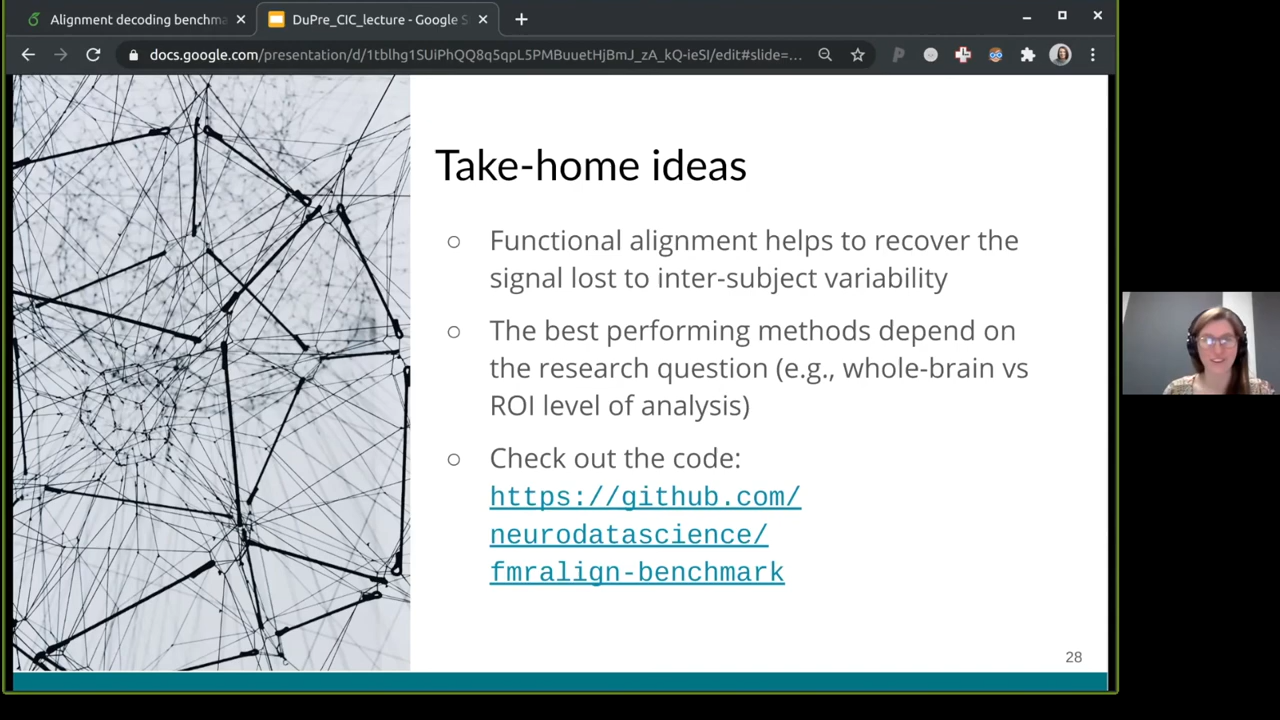 Alignment decoding benchma
DuPre_CIC_lecture - Google S
docs.google.com/presentation/d/1tblhg1SUiPhQQ8q5qpL5PMBuuetHjBmJ_zA_kQ-ieSI/edit#slide=...
Take-home ideas
○ Functional alignment helps to recover the
signal lost to inter-subject variability
○ The best performing methods depend on
the research question (e.g., whole-brain vs
ROI level of analysis)
○ Check out the code:
https://github.com/
neurodatascience/
fmralign-benchmark
28